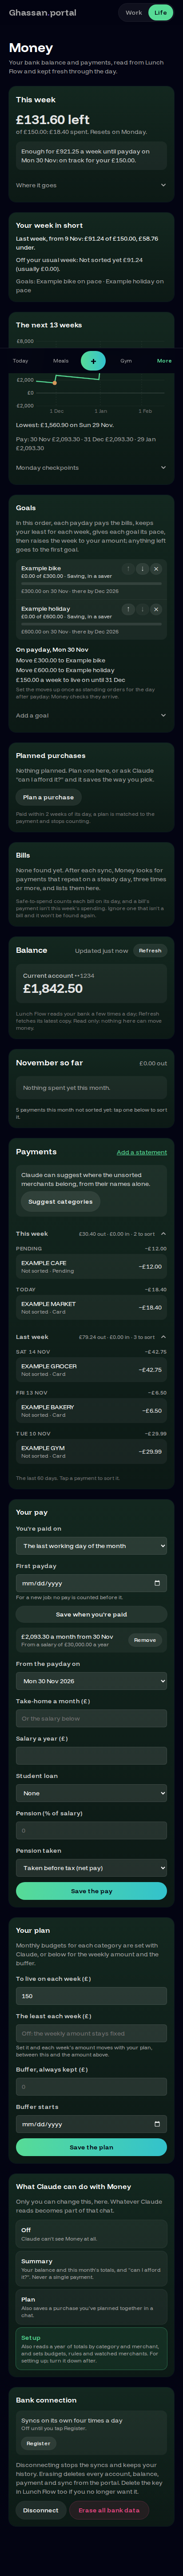 Ghassan.portal
Work
Life
Money
Your bank balance and payments, read from Lunch
Flow and kept fresh through the day.
This week
£131.60 left
of £150.00: £18.40 spent. Resets on Monday.
Enough for £921.25 a week until payday on
Mon 30 Nov: on track for your £150.00.
Where it goes
Your week in short
Last week, from 9 Nov: £91.24 of £150.00, £58.76
under.
Off your usual week: Not sorted yet £91.24
(usually £0.00).
Goals: Example bike on pace · Example holiday on
pace
The next 13 weeks
£8,000
Today
Meals
+
Gym
More
£2,000
£0
£2,000
1 Dec
1 Jan
1 Feb
Lowest: £1,560.90 on Sun 29 Nov.
Pay: 30 Nov £2,093.30 · 31 Dec £2,093.30 · 29 Jan
£2,093.30
Monday checkpoints
Goals
In this order, each payday pays the bills, keeps
your least for each week, gives each goal its part,
then raises the week to your amount; anything left
goes to the first goal.
Example bike
£0.00 of £300.00 · Saving, in a saver
£300.00 on 30 Nov · there by Dec 2026
Example holiday
£0.00 of £600.00 · Saving, in a saver
£600.00 on 30 Nov · there by Dec 2026
On payday, Mon 30 Nov
Move £300.00 to Example bike
Move £600.00 to Example holiday
£150.00 a week to live on until 31 Dec
Set the moves up once as standing orders for the day
after payday: Money checks they arrive.
Add a goal
Planned purchases
Nothing planned. Plan one here, or ask Claude
"can I afford it?" and it saves the way you pick.
Plan a purchase
Paid within 2 weeks of its date, a plan is matched to the
payment and stops counting.
Bills
None found yet. After each sync, Money looks for
payments that repeat on a steady day, three times
or more, and lists them here.
Safe-to-spend counts each bill on its day, and a bill's
payment isn't the week's spending. Ignore one that isn't a
bill and it won't be found again.
Balance
Updated just now
Refresh
Current account ••1234
£1,842.50
Lunch Flow reads your bank a few times a day; Refresh
fetches its latest copy. Read only: nothing here can move
money.
November so far
£0.00 out
Nothing spent yet this month.
5 payments this month not sorted yet: tap one below to sort
it.
Payments
Add a statement
Claude can suggest where the unsorted
merchants belong, from their names alone.
Suggest categories
This week
£30.40 out · £0.00 in · 2 to sort
PENDING
−£12.00
EXAMPLE CAFE
Not sorted · Pending
−£12.00
TODAY
−£18.40
EXAMPLE MARKET
Not sorted · Card
−£18.40
Last week
£79.24 out · £0.00 in · 3 to sort
SAT 14 NOV
−£42.75
EXAMPLE GROCER
Not sorted · Card
−£42.75
FRI 13 NOV
−£6.50
EXAMPLE BAKERY
Not sorted · Card
−£6.50
TUE 10 NOV
−£29.99
EXAMPLE GYM
Not sorted · Card
−£29.99
The last 60 days. Tap a payment to sort it.
Your pay
You're paid on
The last working day of the month
First payday
mm/dd/yyyy
For a new job: no pay is counted before it.
Save when you're paid
£2,093.30 a month from 30 Nov
From a salary of £30,000.00 a year
Remove
From the payday on
Mon 30 Nov 2026
Take-home a month (£)
Or the salary below
Salary a year (£)
Student loan
None
Pension (% of salary)
0
Pension taken
Taken before tax (net pay)
Save the pay
Your plan
Monthly budgets for each category are set with
Claude, or below for the weekly amount and the
buffer.
To live on each week (£)
150
The least each week (£)
Off: the weekly amount stays fixed
Set it and each week's amount moves with your plan,
between this and the amount above.
Buffer, always kept (£)
0
Buffer starts
mm/dd/yyyy
Save the plan
What Claude can do with Money
Only you can change this, here. Whatever Claude
reads becomes part of that chat.
Off
Claude can't see Money at all.
Summary
Your balance and this month's totals, and "can I afford
it?". Never a single payment.
Plan
Also saves a purchase you've planned together in a
chat.
Setup
Also reads a year of totals by category and merchant,
and sets budgets, rules and watched merchants. For
setting up; turn it down after.
Bank connection
Syncs on its own four times a day
Off until you tap Register.
Register
Disconnecting stops the syncs and keeps your
history. Erasing deletes every account, balance,
payment and sync from the portal. Delete the key
in Lunch Flow too if you no longer want it.
Disconnect
Erase all bank data